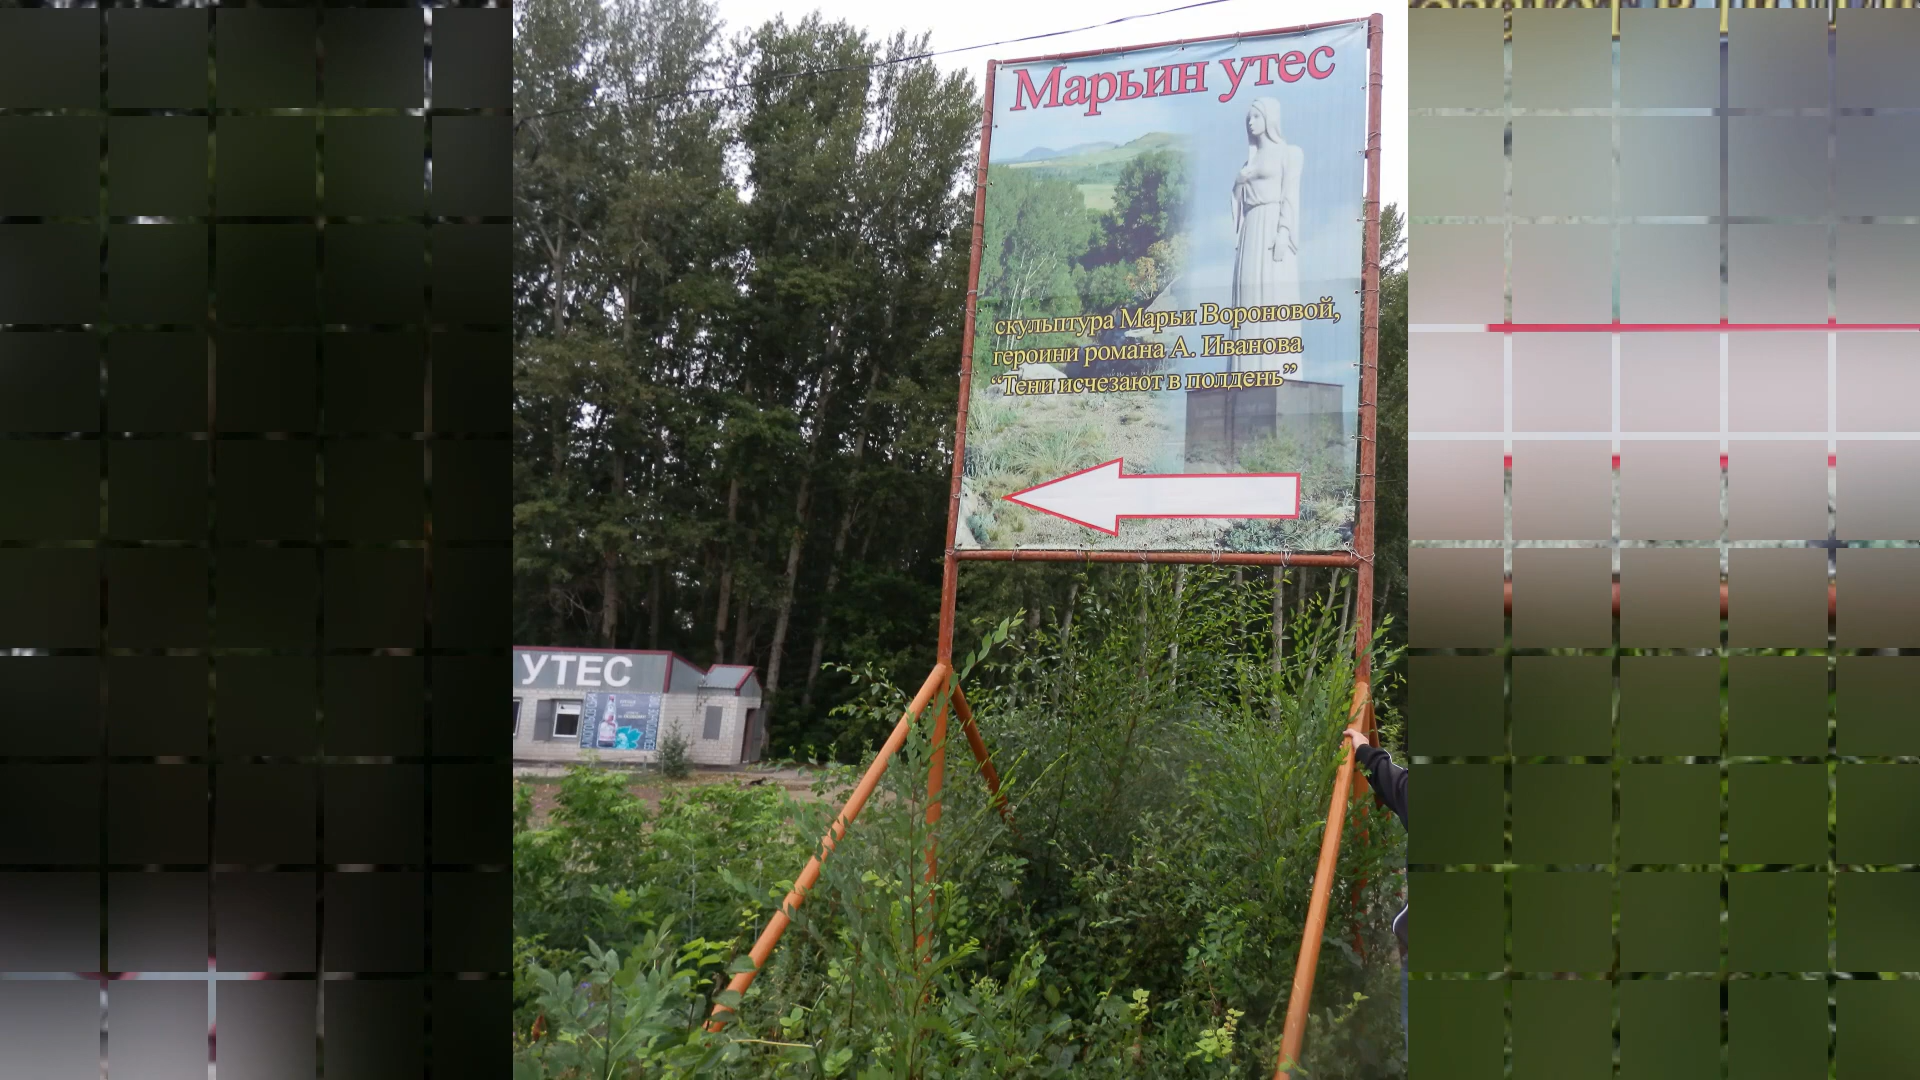 Марьин утес
скульптура Марьи Вороновой,
героини романа А. Иванова
“Тени исчезают в полдень”
УТЕС